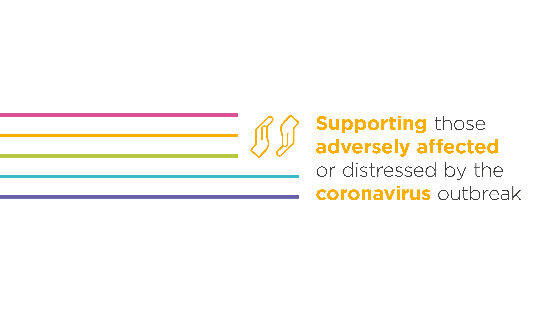 Supporting those
adversely affected
or distressed by the
coronavirus outbreak